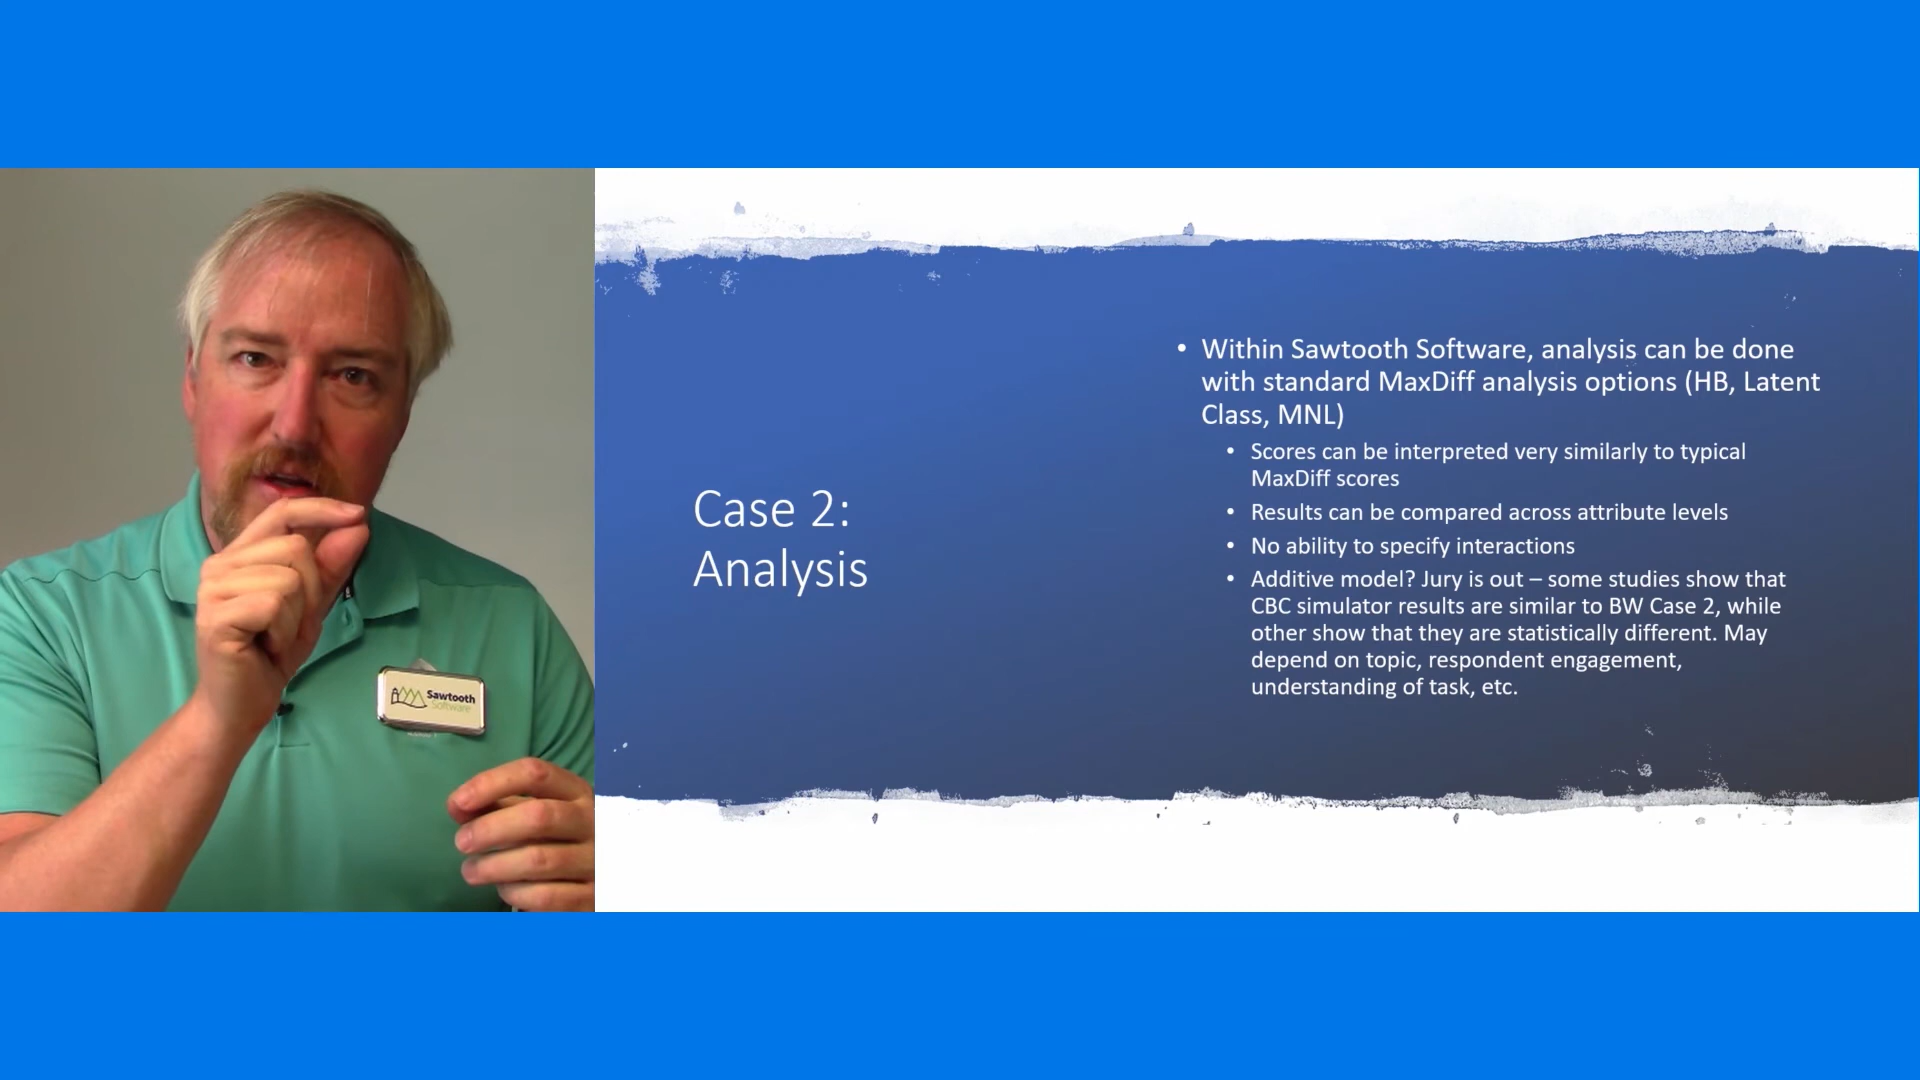 Case 2:
Analysis
• Within Sawtooth Software, analysis can be done
with standard MaxDiff analysis options (HB, Latent
Class, MNL)
• Scores can be interpreted very similarly to typical
MaxDiff scores
• Results can be compared across attribute levels
• No ability to specify interactions
• Additive model? Jury is out – some studies show that
CBC simulator results are similar to BW Case 2, while
other show that they are statistically different. May
depend on topic, respondent engagement,
understanding of task, etc.
Sawtooth
Software